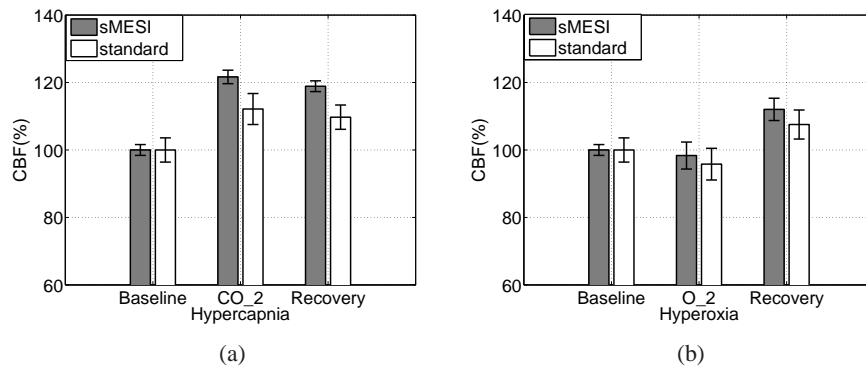 140
120
100
80
60
CBF(%)
sMESI
standard
Baseline CO_2 Recovery
Hypercapnia
(a)
140
120
100
80
60
CBF(%)
sMESI
standard
Baseline O_2 Recovery
Hyperoxia
(b)